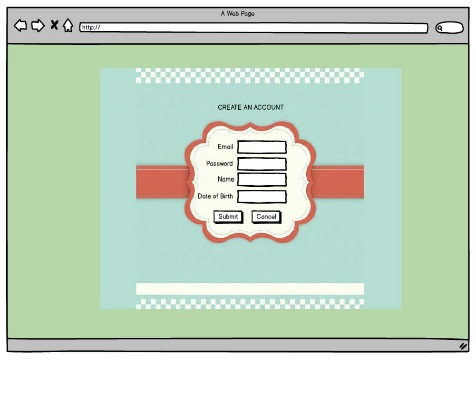 A Web Page
http://
CREATE AN ACCOUNT
Email
Password
Name
Date of Birth
Submit Cancel